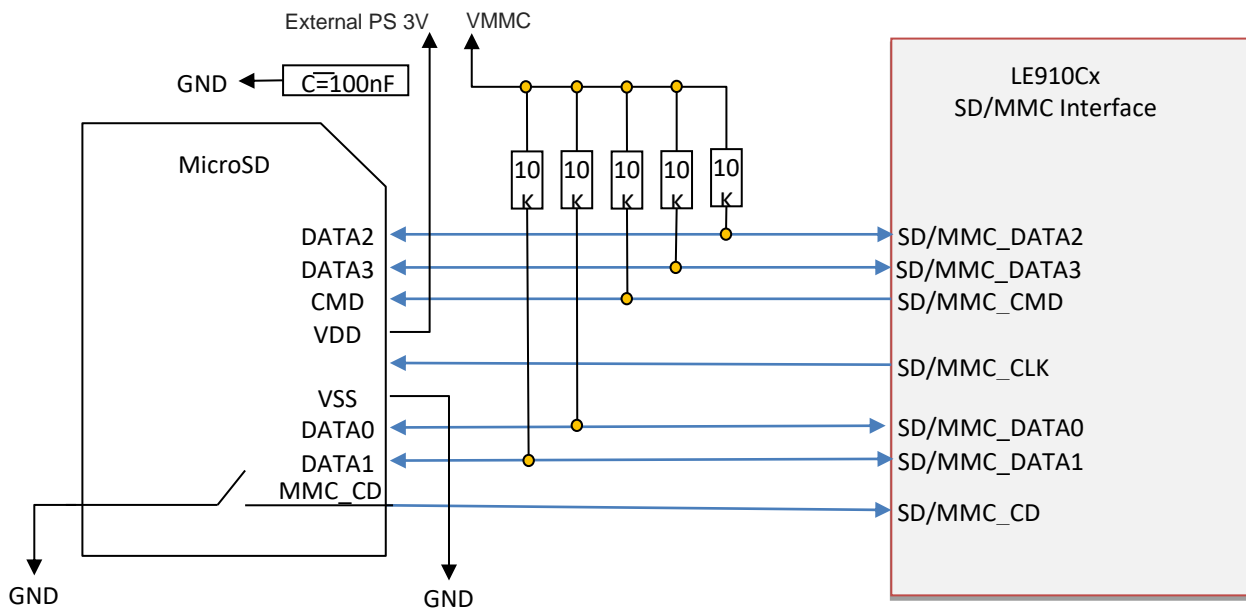 External PS 3V
VMMC
GND
C=100nF
LE910Cx
SD/MMC Interface
MicroSD
10
K
10
K
10
K
10
K
10
K
DATA2
SD/MMC_DATA2
DATA3
SD/MMC_DATA3
CMD
SD/MMC_CMD
VDD
SD/MMC_CLK
VSS
DATA0
SD/MMC_DATA0
DATA1
SD/MMC_DATA1
MMC_CD
SD/MMC_CD
GND
GND